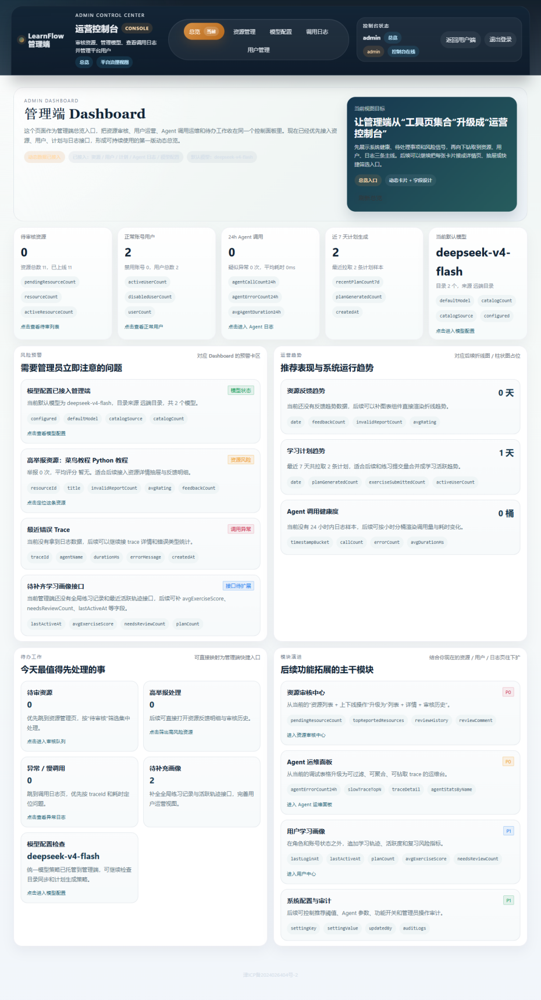 LearnFlow
管理端
ADMIN CONTROL CENTER
运营控制台 CONSOLE
审核资源、管理模型、查看调用日志
并管理平台用户
总览 平台治理视图
总览 当前 资源管理 模型配置 调用日志
用户管理
控制台状态
admin 总览
admin 控制台在线
返回用户端 退出登录
ADMIN DASHBOARD
管理端 Dashboard
这个页面作为管理端总览入口，把资源审核、用户运营、Agent 调用运维和待办工作收在同一个控制面板里。现在已经优先接入资
源、用户、计划与日志接口，形成可持续使用的第一版动态总览。
动态数据已接入 已接入：资源 / 用户 / 计划 / Agent 日志 / 模型配置 默认模型：deepseek-v4-flash
当前视图目标
让管理端从“工具页集合”升级成“运营
控制台”
先展示系统健康、待处理事项和风险信号，再向下钻取到资源、用
户、日志三条主线。后续可以继续把每张卡片接成详情页、抽屉或快
捷筛选入口。
总览入口 动态卡片 + 字段设计
待审核资源
0
资源总数 11，已上线 11
pendingResourceCount
resourceCount
activeResourceCount
点击查看待审列表
正常账号用户
2
禁用账号 0，用户总数 2
activeUserCount
disabledUserCount
userCount
点击查看正常用户
24h Agent 调用
0
疑似异常 0 次，平均耗时 0ms
agentCallCount24h
agentErrorCount24h
avgAgentDuration24h
点击进入 Agent 日志
近 7 天计划生成
2
最近拉取 2 条计划样本
recentPlanCount7d
planGeneratedCount
createdAt
当前默认模型
deepseek-v4-
flash
目录 2 个，来源 远端目录
defaultModel catalogCount
catalogSource configured
点击进入模型配置
风险预警 对应 Dashboard 的预警卡区
需要管理员立即注意的问题
模型配置已接入管理端 模型状态
当前默认模型为 deepseek-v4-flash，目录来源 远端目录，共 2 个模型。
configured defaultModel catalogSource catalogCount
点击查看模型配置
高举报资源：菜鸟教程 Python 教程 资源风险
举报 0 次，平均评分 暂无。适合后续接入资源详情抽屉与反馈明细。
resourceId title invalidReportCount avgRating feedbackCount
点击定位这条资源
最近错误 Trace 调用异常
当前没有拿到日志数据，后续可以继续接 trace 详情和错误类型统计。
traceId agentName durationMs errorMessage createdAt
待补齐学习画像接口 接口待扩展
当前管理端还没有全局练习记录和最近活跃轨迹接口，后续可补 avgExerciseScore、
needsReviewCount、lastActiveAt 等字段。
lastActiveAt avgExerciseScore needsReviewCount planCount
运营趋势 对应后续折线图 / 柱状图占位
推荐表现与系统运行趋势
资源反馈趋势 0 天
当前还没有反馈趋势数据，后续可以补图表组件直接渲染折线趋势。
date feedbackCount invalidReportCount avgRating
学习计划趋势 1 天
最近 7 天共拉取 2 条计划，适合后续和练习提交量合并成学习活跃趋势。
date planGeneratedCount exerciseSubmittedCount activeUserCount
Agent 调用健康度 0 桶
当前没有 24 小时内日志样本，后续可按小时分桶渲染调用量与耗时变化。
timestampBucket callCount errorCount avgDurationMs
待办工作 可直接映射为管理端快捷入口
今天最值得先处理的事
待审资源
0
优先跳到资源管理页，按“待审核”筛选集中
处理。
点击进入审核队列
高举报处理
0
后续可直接打开资源反馈明细与审核历史。
点击筛出高风险资源
异常 / 慢调用
0
跳到调用日志页，优先按 traceId 和耗时定
位问题。
点击查看异常日志
待补充画像
2
补全全局练习记录与活跃轨迹接口，完善用
户运营视图。
模型配置检查
deepseek-v4-flash
统一模型策略已托管到管理端，可继续检查
目录同步和计划生成策略。
点击进入模型配置
模块演进 结合你现在的资源 / 用户 / 日志页往下扩
后续功能拓展的主干模块
资源审核中心 P0
从当前的“资源列表 + 上下线操作”升级为“列表 + 详情 + 审核历史”。
pendingResourceCount topReportedResources reviewHistory reviewComment
进入资源审核中心
Agent 运维面板 P0
从当前的调试表格升级为可过滤、可聚合、可钻取 trace 的运维台。
agentErrorCount24h slowTraceTopN traceDetail agentStatsByName
进入 Agent 运维面板
用户学习画像 P1
在角色和账号状态之外，追加学习轨迹、活跃度和复习风险指标。
lastLoginAt lastActiveAt planCount avgExerciseScore needsReviewCount
进入用户中心
系统配置与审计 P1
后续可控制推荐阈值、Agent 参数、功能开关和管理员操作审计。
settingKey settingValue updatedBy auditLogs